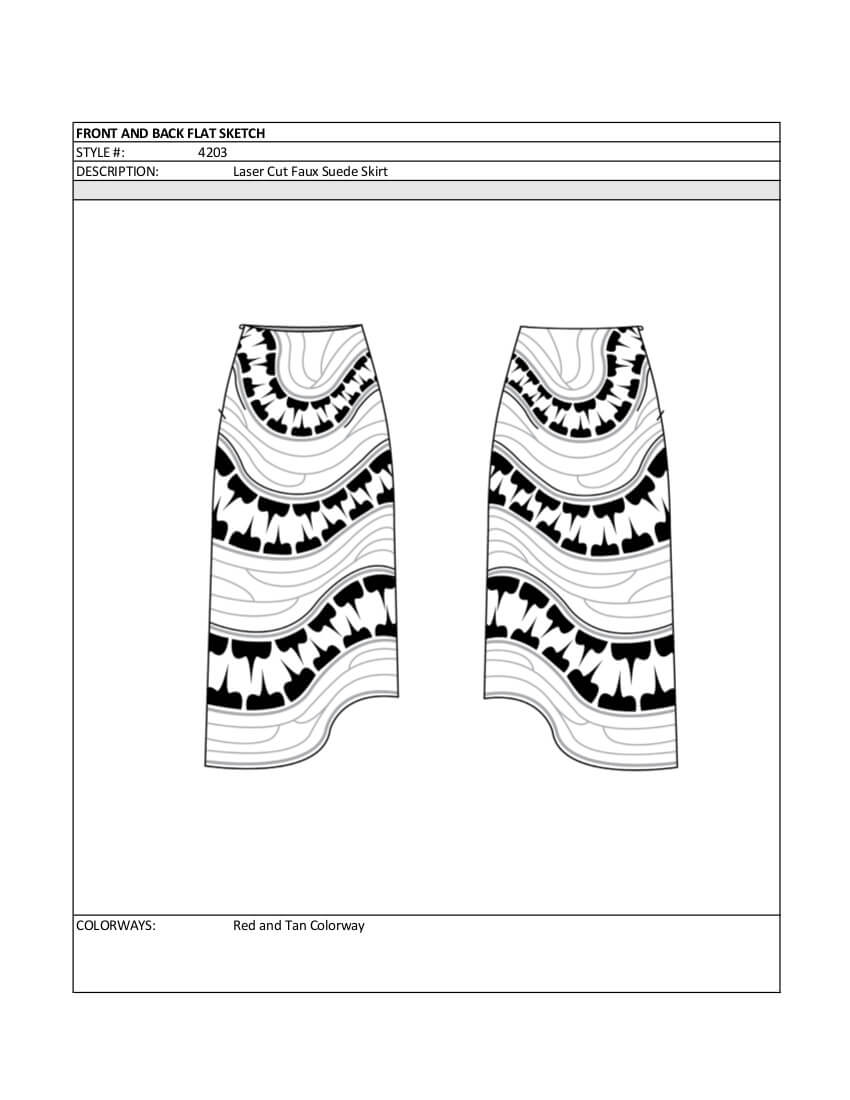 FRONT AND BACK FLAT SKETCH
STYLE #: 4203
DESCRIPTION: Laser Cut Faux Suede Skirt
COLORWAYS: Red and Tan Colorway